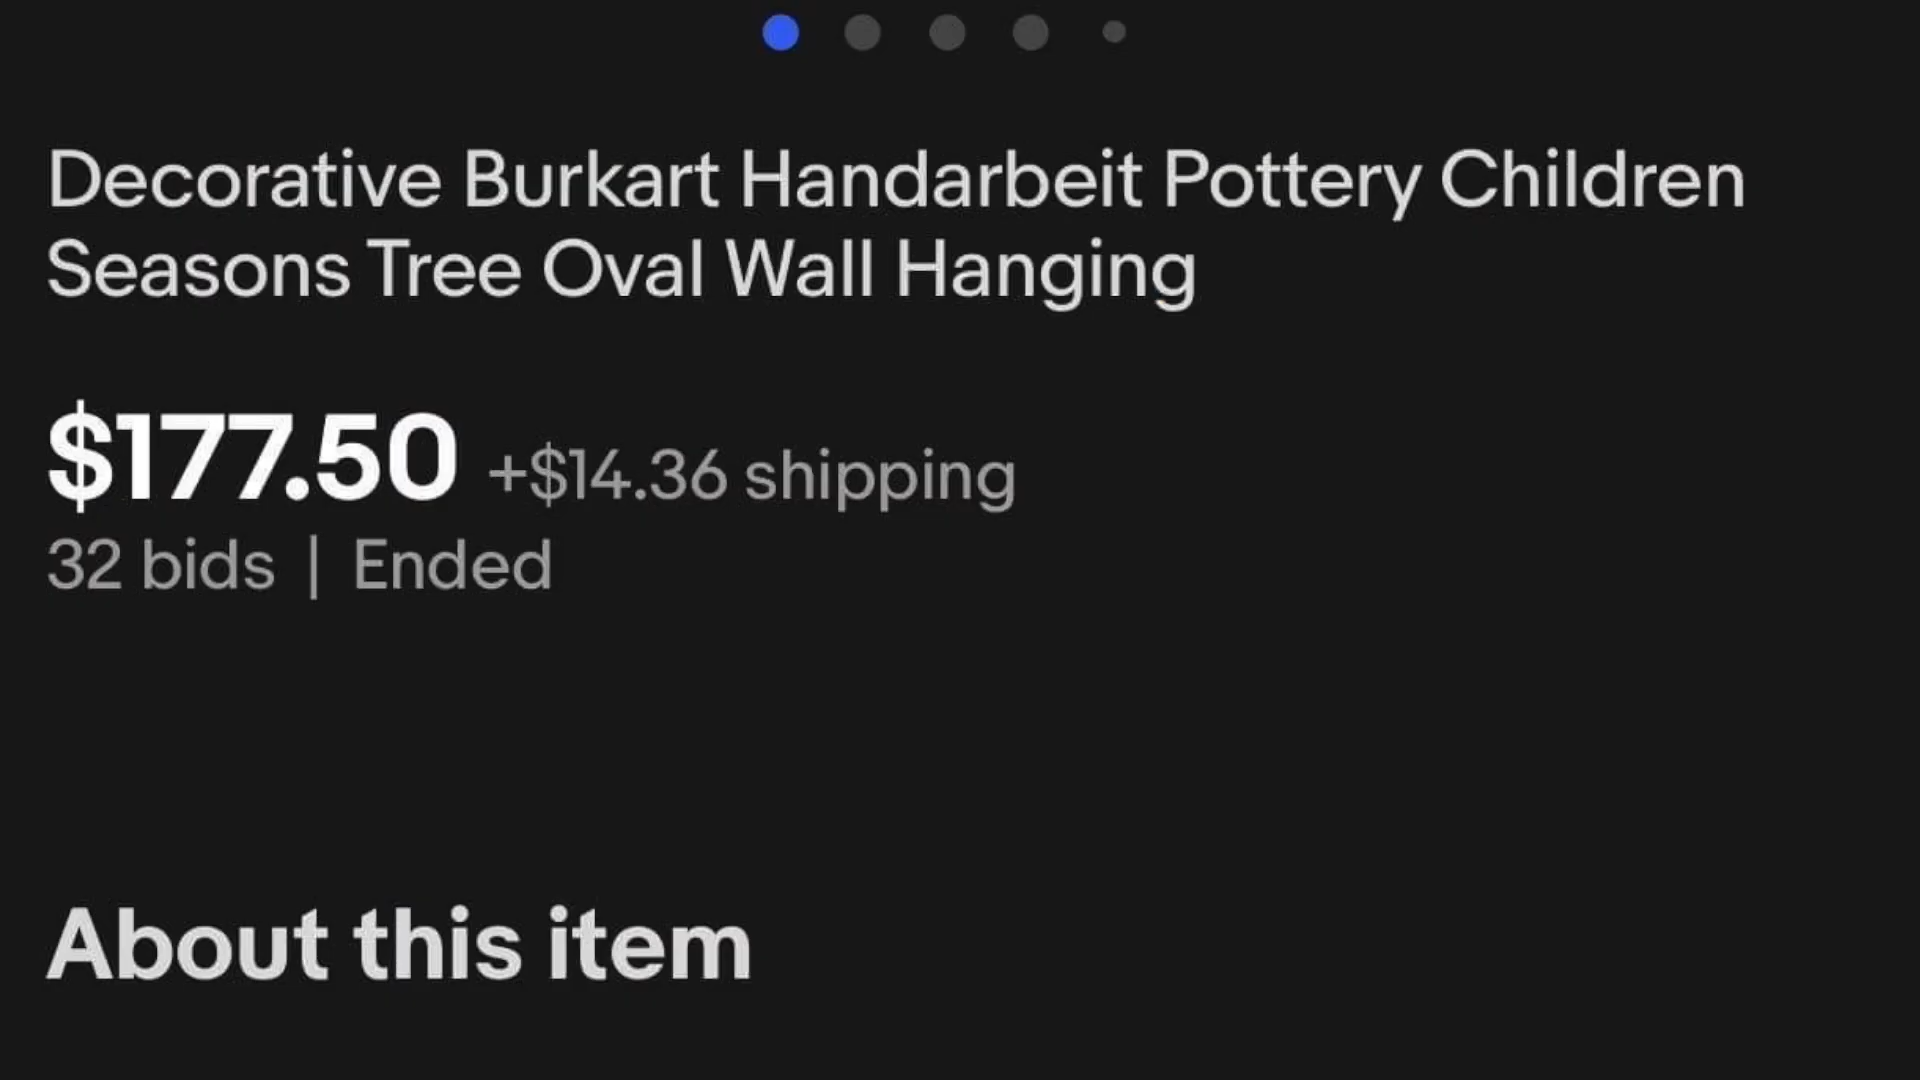 Decorative Burkart Handarbeit Pottery Children
Seasons Tree Oval Wall Hanging
$177.50 +$14.36 shipping
32 bids | Ended
About this item